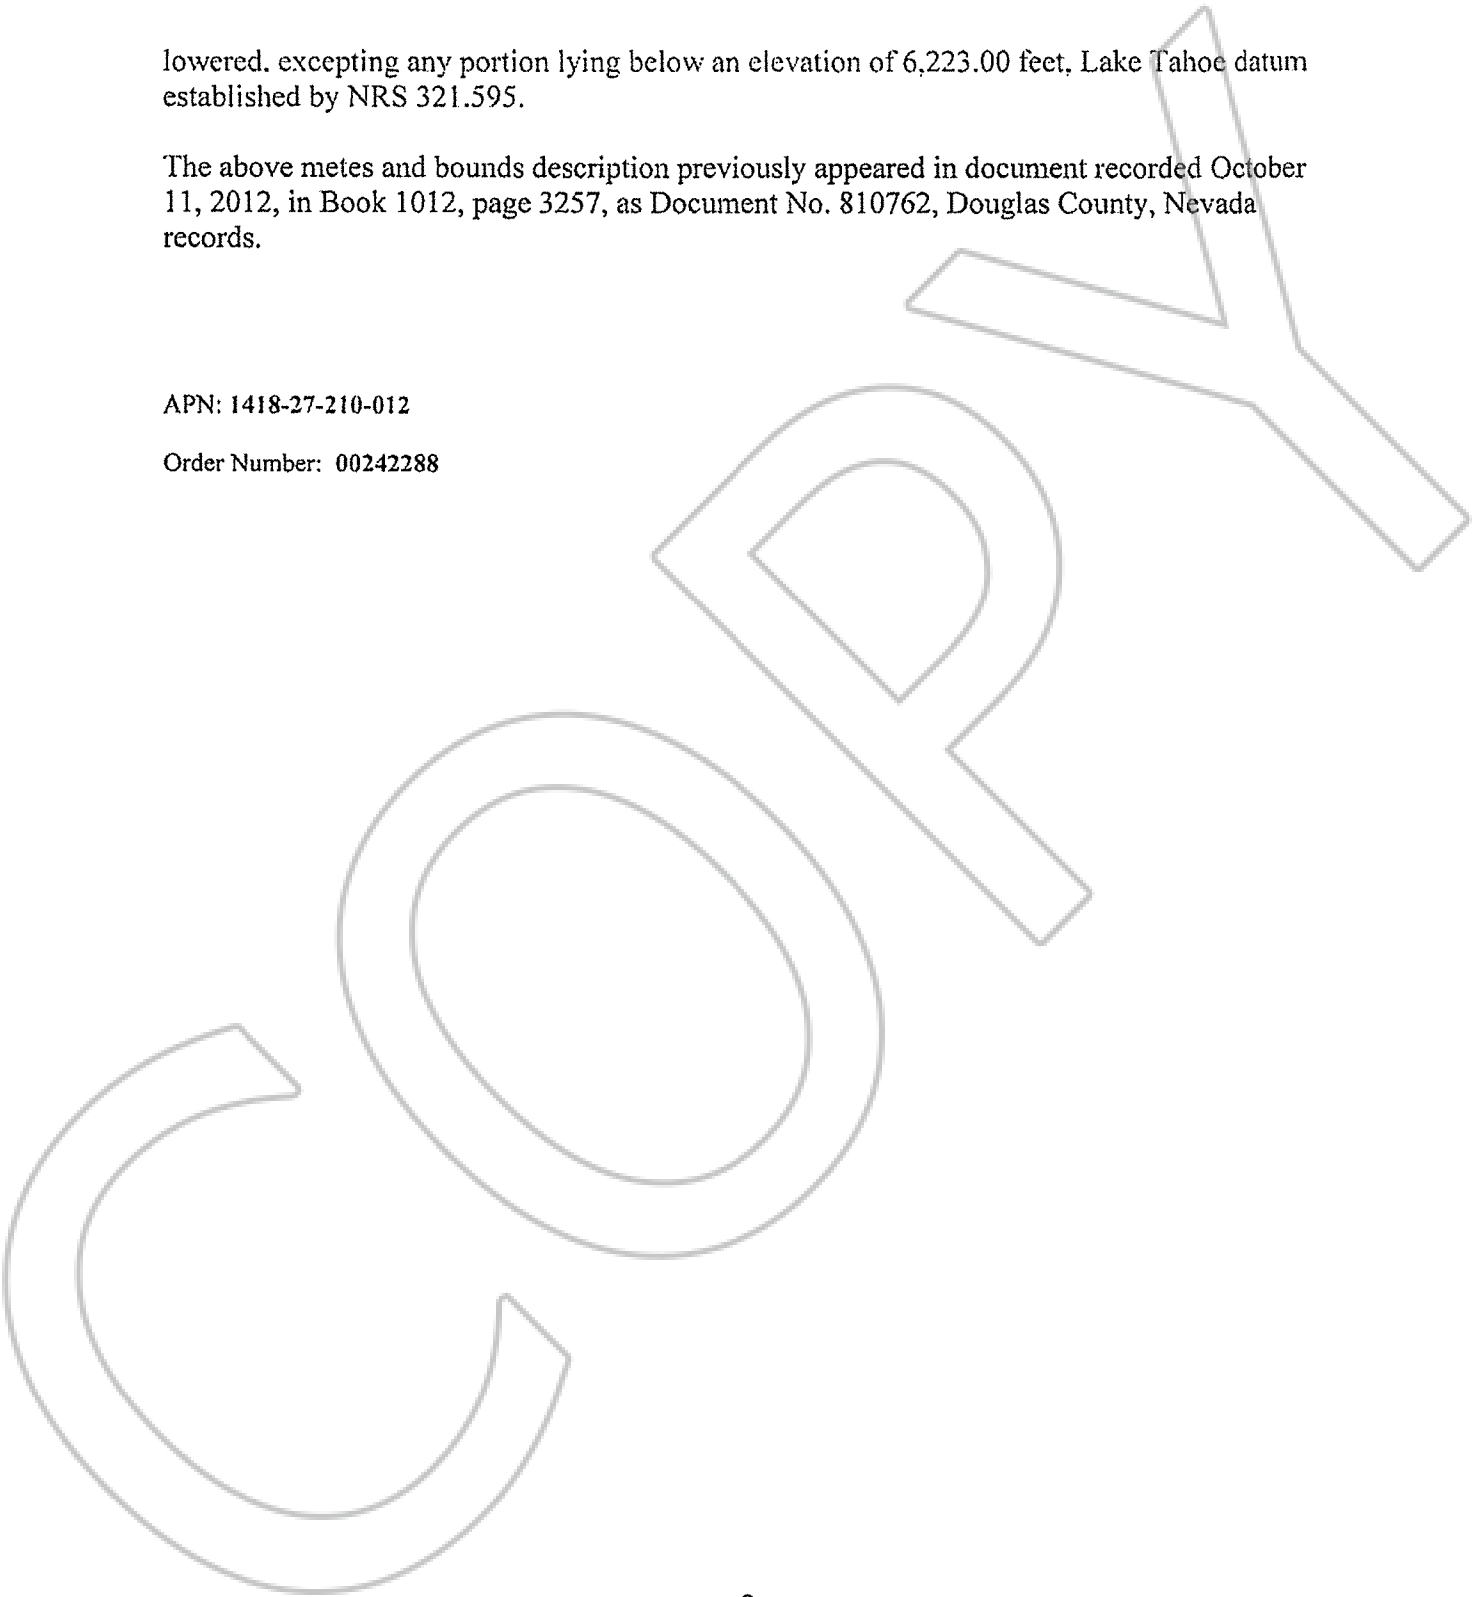 lowered. excepting any portion lying below an elevation of 6,223.00 feet, Lake Tahoe datum
established by NRS 321.595.
The above metes and bounds description previously appeared in document recorded October
11, 2012, in Book 1012, page 3257, as Document No. 810762, Douglas County, Nevada
records.
APN: 1418-27-210-012
Order Number: 00242288
COPY